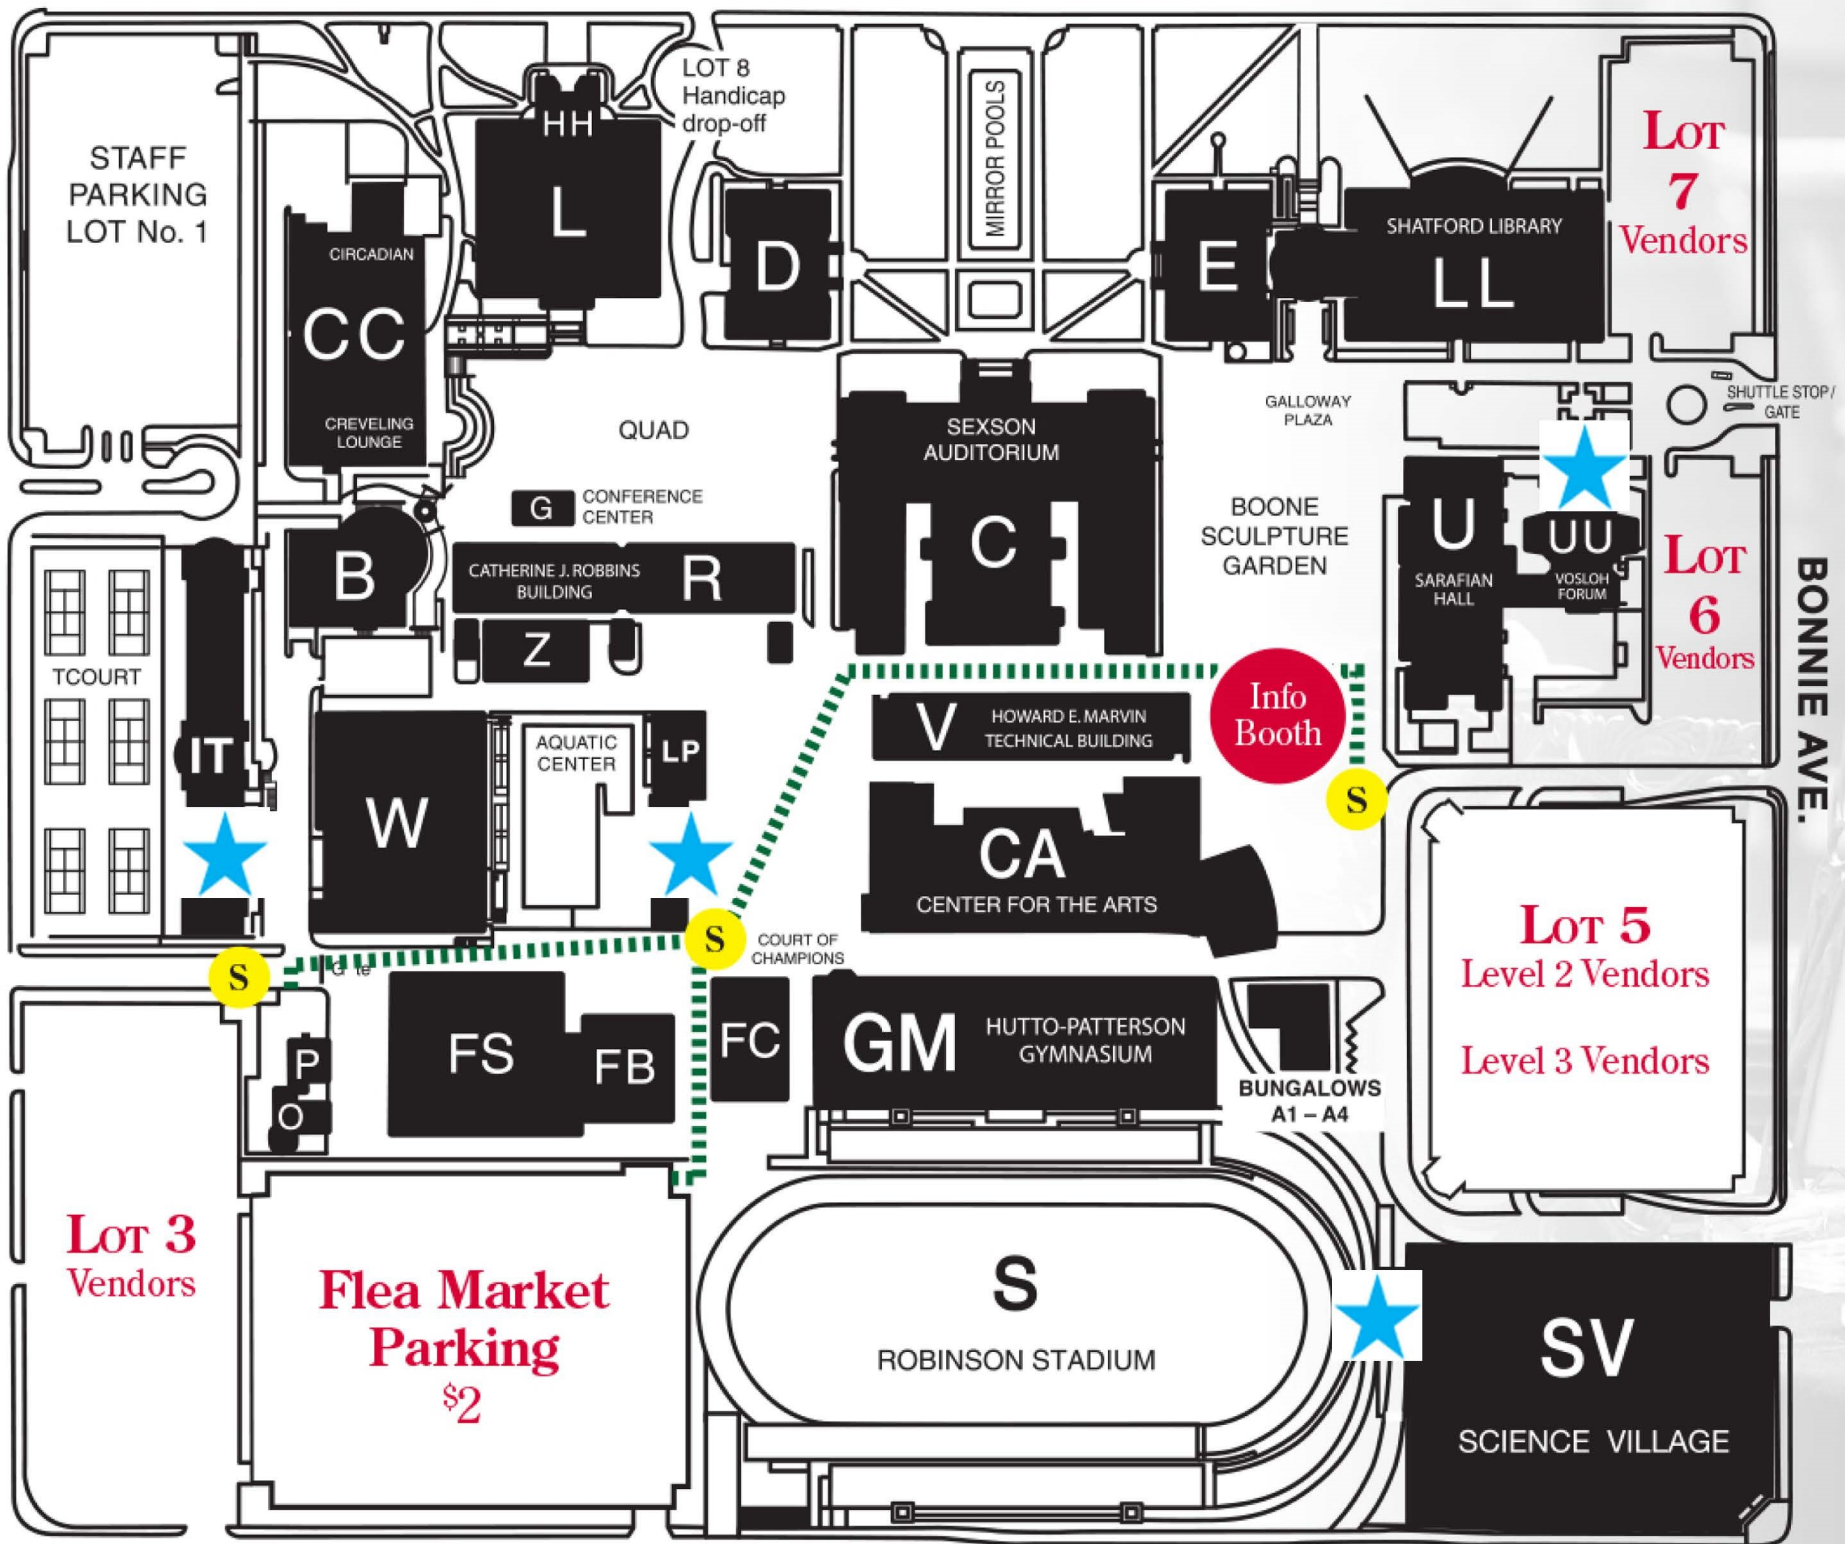 LOT 8
Handicap
drop-off
STAFF
PARKING
LOT No. 1
HH
L
D
MIRROR POOLS
E
SHATFORD LIBRARY
LL
LOT
7
Vendors
CIRCADIAN
CC
CREVELING
LOUNGE
QUAD
SEXSON
AUDITORIUM
C
GALLOWAY
PLAZA
SHUTTLE STOP/
GATE
G
CONFERENCE
CENTER
BOONE
SCULPTURE
GARDEN
U
SARAFIAN
HALL
UU
VOSLOH
FORUM
LOT
6
Vendors
BONNIE AVE.
B
CATHERINE J. ROBBINS
BUILDING
R
Z
TCOURT
IT
W
AQUATIC
CENTER
LP
V
HOWARD E. MARVIN
TECHNICAL BUILDING
Info
Booth
S
CA
CENTER FOR THE ARTS
LOT 5
Level 2 Vendors
Level 3 Vendors
S
S
COURT OF
CHAMPIONS
P
O
FS
FB
FC
GM
HUTTO-PATTERSON
GYMNASIUM
BUNGALOWS
A1 – A4
LOT 3
Vendors
Flea Market
Parking
$2
S
ROBINSON STADIUM
SV
SCIENCE VILLAGE